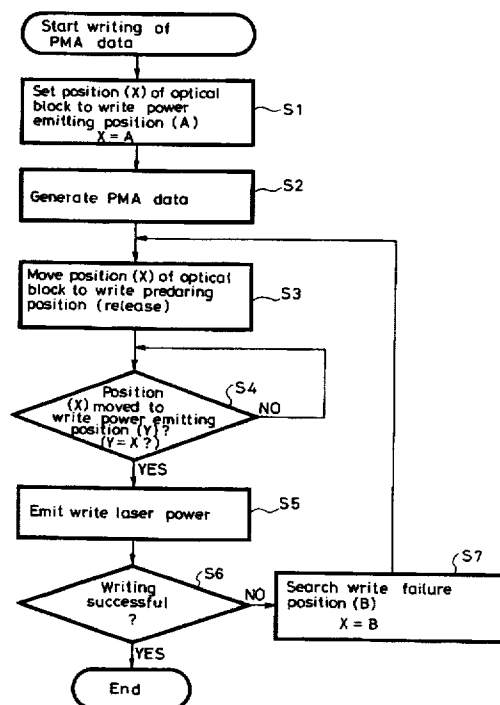 Start writing of
PMA data
Set position (X) of optical
block to write power
emitting position (A)
X = A
S1
Generate PMA data
S2
Move position (X) of optical
block to write predaring
position (release)
S3
Position
(X) moved to
write power emitting
position (Y)?
(Y = X ?)
S4
NO
YES
Emit write laser power
S5
Writing
successful
?
S6
NO
YES
Search write failure
position (B)
X = B
S7
End